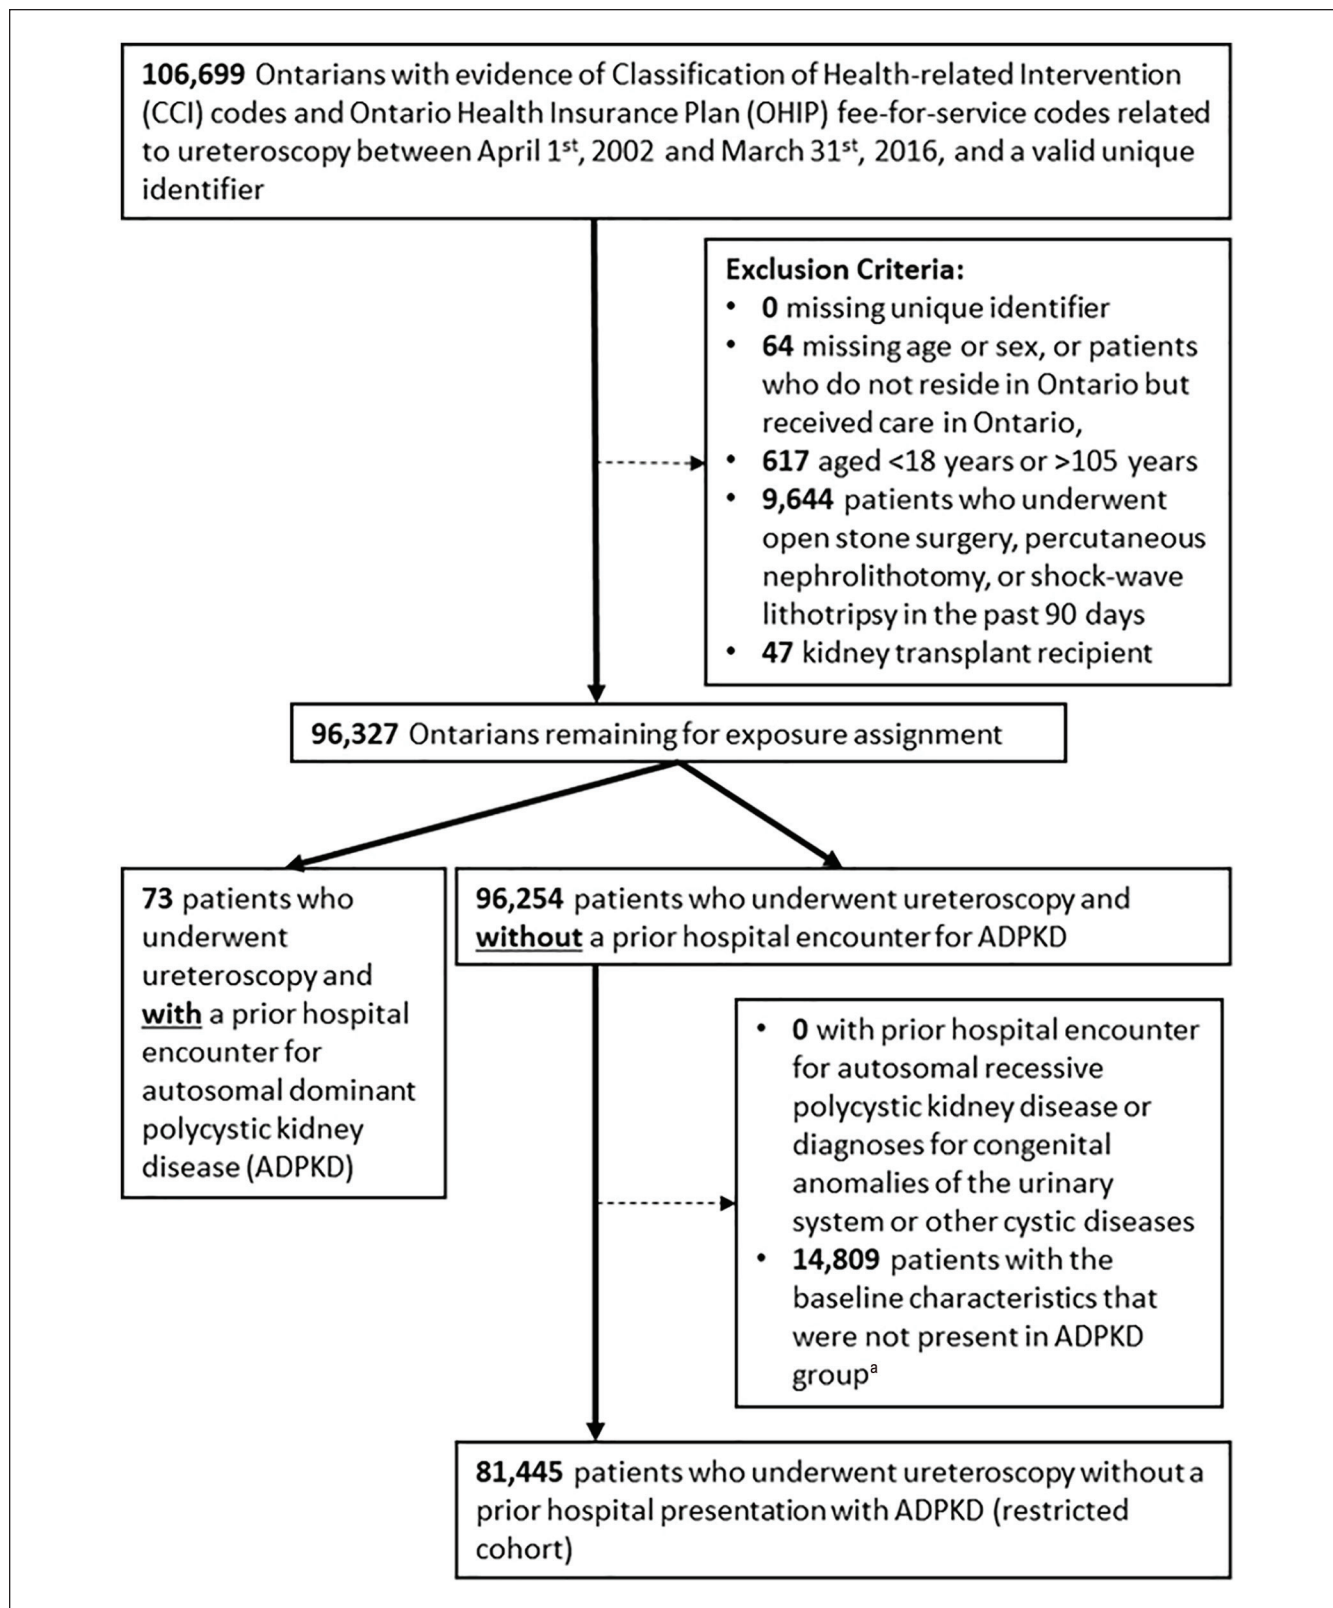 106,699 Ontarians with evidence of Classification of Health-related Intervention
(CCI) codes and Ontario Health Insurance Plan (OHIP) fee-for-service codes related
to ureteroscopy between April 1st, 2002 and March 31st, 2016, and a valid unique
identifier
Exclusion Criteria:
• 0 missing unique identifier
• 64 missing age or sex, or patients
who do not reside in Ontario but
received care in Ontario,
• 617 aged <18 years or >105 years
• 9,644 patients who underwent
open stone surgery, percutaneous
nephrolithotomy, or shock-wave
lithotripsy in the past 90 days
• 47 kidney transplant recipient
96,327 Ontarians remaining for exposure assignment
73 patients who
underwent
ureteroscopy and
with a prior hospital
encounter for
autosomal dominant
polycystic kidney
disease (ADPKD)
96,254 patients who underwent ureteroscopy and
without a prior hospital encounter for ADPKD
• 0 with prior hospital encounter
for autosomal recessive
polycystic kidney disease or
diagnoses for congenital
anomalies of the urinary
system or other cystic diseases
• 14,809 patients with the
baseline characteristics that
were not present in ADPKD
groupa
81,445 patients who underwent ureteroscopy without a
prior hospital presentation with ADPKD (restricted
cohort)